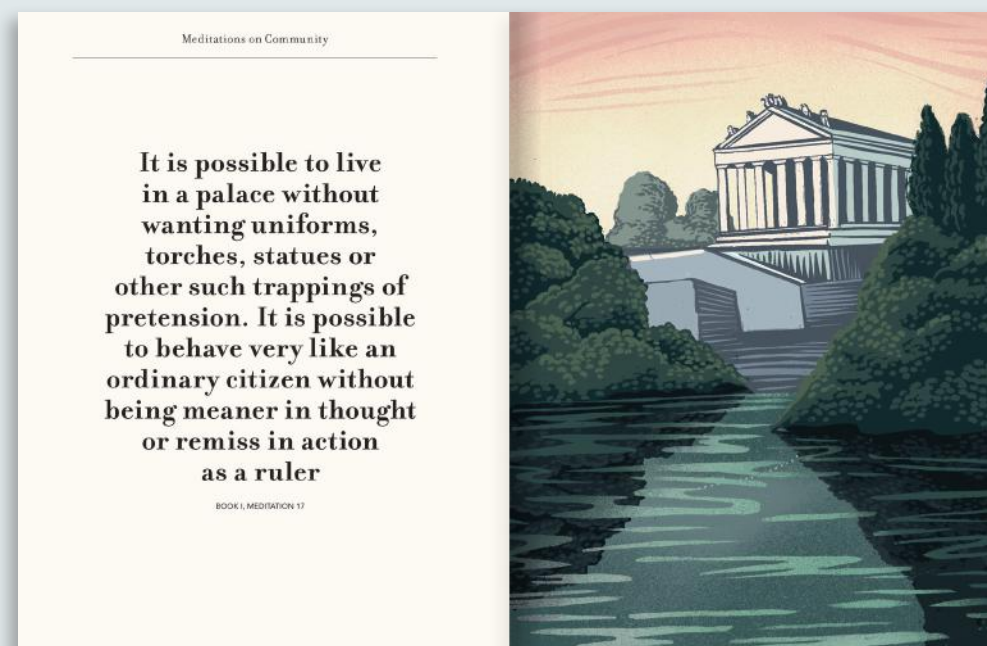 Meditations on Community
It is possible to live
in a palace without
wanting uniforms,
torches, statues or
other such trappings of
pretension. It is possible
to behave very like an
ordinary citizen without
being meaner in thought
or remiss in action
as a ruler
BOOK I, MEDITATION 17